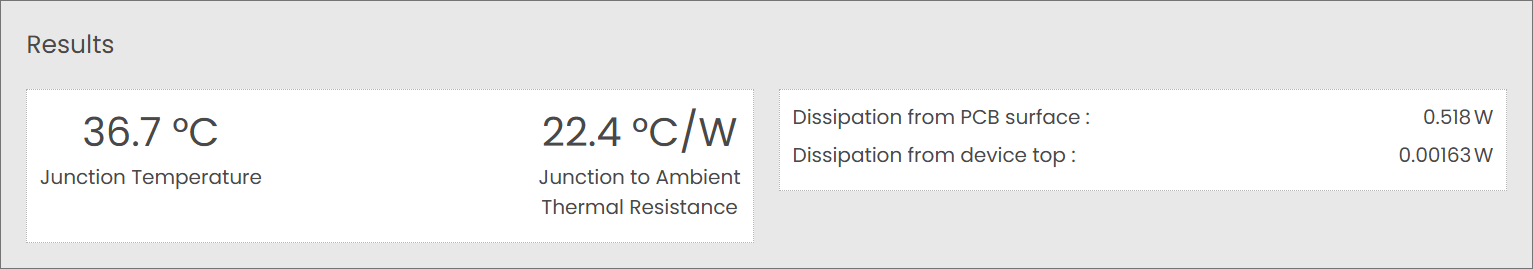 Results
36.7 ºC
Junction Temperature
22.4 ºC/W
Junction to Ambient
Thermal Resistance
Dissipation from PCB surface : 0.518 W
Dissipation from device top : 0.00163 W